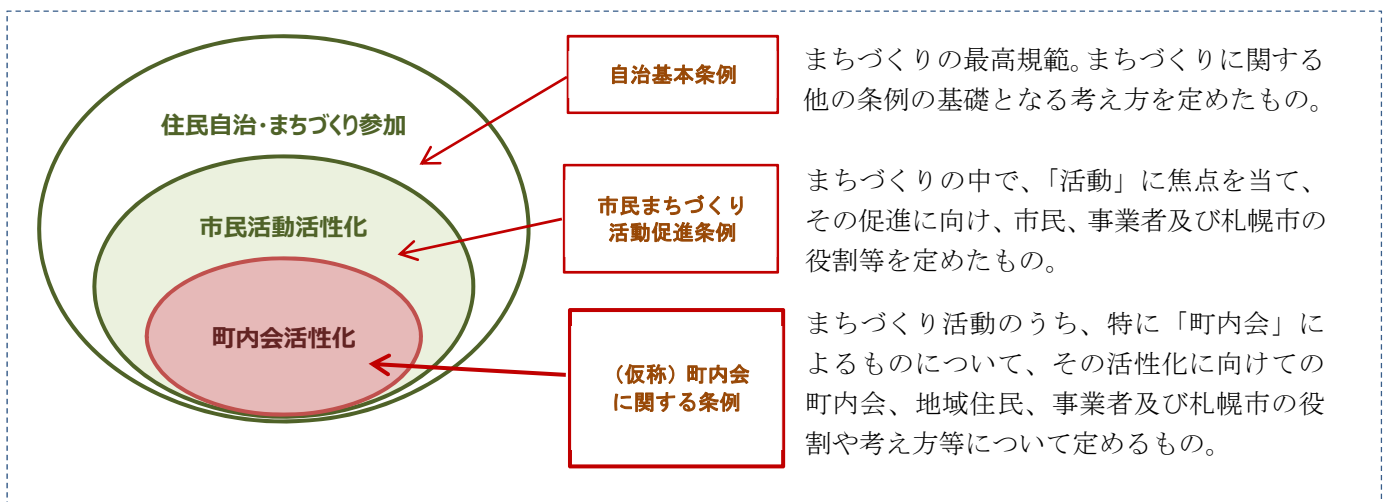 住民自治・まちづくり参加
市民活動活性化
町内会活性化
自治基本条例
まちづくりの最高規範。まちづくりに関する
他の条例の基礎となる考え方を定めたもの。
市民まちづくり
活動促進条例
まちづくりの中で、「活動」に焦点を当て、
その促進に向け、市民、事業者及び札幌市の
役割等を定めたもの。
（仮称）町内会
に関する条例
まちづくり活動のうち、特に「町内会」に
よるものについて、その活性化に向けての
町内会、地域住民、事業者及び札幌市の役
割や考え方等について定めるもの。